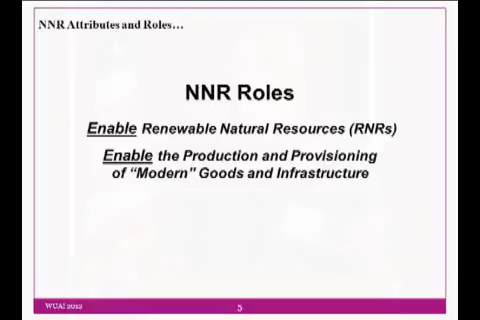 NNR Attributes and Roles...
NNR Roles
Enable Renewable Natural Resources (RNRs)
Enable the Production and Provisioning
of “Modern" Goods and Infrastructure
WUA! 2012
5